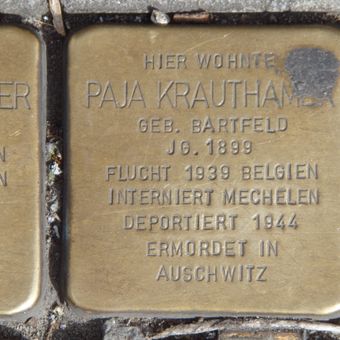 HIER WOHNTE
PAJA KRAUTHAMER
GEB. BARTFELD
JG. 1899
FLUCHT 1939 BELGIEN
INTERNIERT MECHELEN
DEPORTIERT 1944
ERMORDET IN
AUSCHWITZ